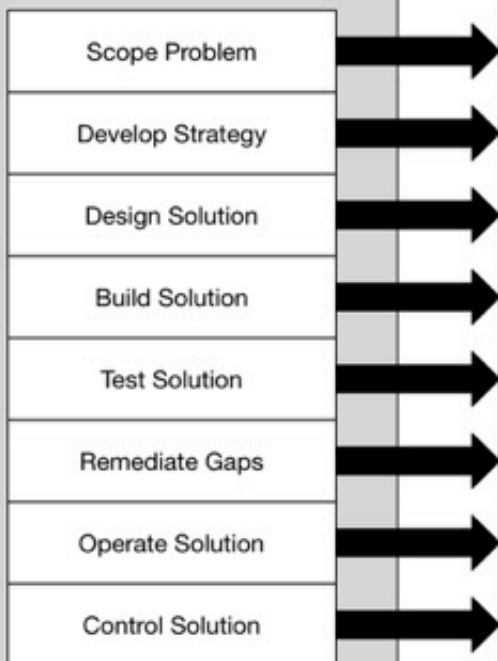 Scope Problem
Develop Strategy
Design Solution
Build Solution
Test Solution
Remediate Gaps
Operate Solution
Control Solution